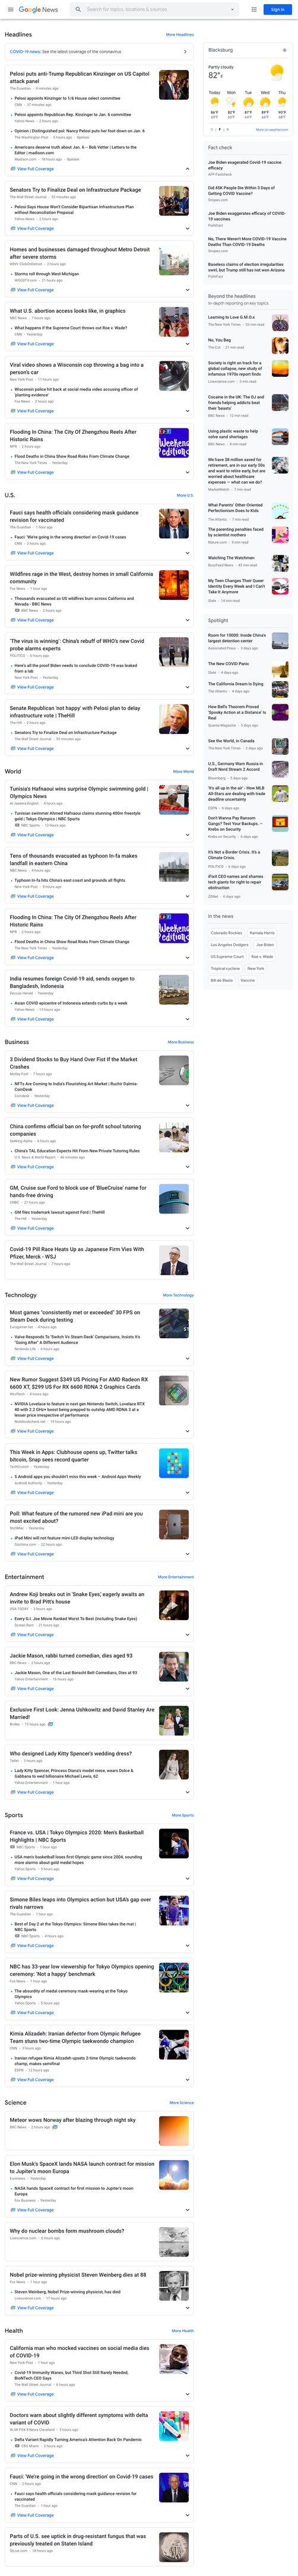 Google News
Search for topics, locations & sources
Sign in
Headlines
More Headlines
COVID-19 news: See the latest coverage of the coronavirus
Pelosi puts anti-Trump Republican Kinzinger on US Capitol
attack panel
The Guardian · 6 minutes ago
Pelosi appoints Kinzinger to 1/6 House select committee
CNN · 37 minutes ago
Pelosi appoints Republican Rep. Kinzinger to Jan. 6 committee
Yahoo News · 2 hours ago
Opinion | Distinguished pol: Nancy Pelosi puts her foot down on Jan. 6
The Washington Post · 5 hours ago · Opinion
Americans deserve truth about Jan. 6 -- Bob Vetter | Letters to the
Editor | madison.com
Madison.com · 10 hours ago · Opinion
View Full Coverage
Senators Try to Finalize Deal on Infrastructure Package
The Wall Street Journal · 55 minutes ago
Pelosi Says House Won't Consider Bipartisan Infrastructure Plan
without Reconciliation Proposal
Yahoo News · 2 hours ago
View Full Coverage
Homes and businesses damaged throughout Metro Detroit
after severe storms
WDIV ClickOnDetroit · 2 hours ago
Storms roll through West Michigan
WOODTV.com · 21 hours ago
View Full Coverage
What U.S. abortion access looks like, in graphics
NBC News · 7 hours ago
What happens if the Supreme Court throws out Roe v. Wade?
CNN · Yesterday
View Full Coverage
Viral video shows a Wisconsin cop throwing a bag into a
person's car
New York Post · 17 hours ago
Wisconsin police hit back at social media video accusing officer of
'planting evidence'
Fox News · 3 hours ago
View Full Coverage
Flooding In China: The City Of Zhengzhou Reels After
Historic Rains
NPR · 2 hours ago
Flood Deaths in China Show Road Risks From Climate Change
The New York Times · Yesterday
View Full Coverage
U.S.
More U.S.
Fauci says health officials considering mask guidance
revision for vaccinated
The Guardian · 1 hour ago
Fauci: 'We're going in the wrong direction' on Covid-19 cases
CNN · 2 hours ago
View Full Coverage
Wildfires rage in the West, destroy homes in small California
community
Fox News · 1 hour ago
Thousands evacuated as US wildfires burn across California and
Nevada - BBC News
BBC News · 2 hours ago
View Full Coverage
'The virus is winning': China's rebuff of WHO's new Covid
probe alarms experts
POLITICO · 6 hours ago
Here's all the proof Biden needs to conclude COVID-19 was leaked
from a lab
New York Post · Yesterday
View Full Coverage
Senate Republican 'not happy' with Pelosi plan to delay
infrastructure vote | TheHill
The Hill · 2 hours ago
Senators Try to Finalize Deal on Infrastructure Package
The Wall Street Journal · 55 minutes ago
View Full Coverage
World
More World
Tunisia's Hafnaoui wins surprise Olympic swimming gold |
Olympics News
Al Jazeera English · 4 hours ago
Tunisian swimmer Ahmed Hafnaoui claims stunning 400m freestyle
gold | Tokyo Olympics | NBC Sports
NBC Sports · 13 hours ago
View Full Coverage
Tens of thousands evacuated as typhoon In-fa makes
landfall in eastern China
NBC News · 4 hours ago
Typhoon In-fa hits China's east coast and grounds all flights
New York Post · 8 hours ago
View Full Coverage
Flooding In China: The City Of Zhengzhou Reels After
Historic Rains
NPR · 2 hours ago
Flood Deaths in China Show Road Risks From Climate Change
The New York Times · Yesterday
View Full Coverage
India resumes foreign Covid-19 aid, sends oxygen to
Bangladesh, Indonesia
Deccan Herald · Yesterday
Asian COVID epicentre of Indonesia extends curbs by a week
Yahoo News · 13 hours ago
View Full Coverage
Business
More Business
3 Dividend Stocks to Buy Hand Over Fist If the Market
Crashes
Motley Fool · 7 hours ago
NFTs Are Coming to India's Flourishing Art Market | Ruchir Gulmia-
CoinDesk
Coindesk · Yesterday
View Full Coverage
China confirms official ban on for-profit school tutoring
companies
Seeking Alpha · 5 hours ago
China's TAL Education Expects Hit From New Private Tutoring Rules
U.S. News & World Report · 46 minutes ago
View Full Coverage
GM, Cruise sue Ford to block use of 'BlueCruise' name for
hands-free driving
CNBC · 21 hours ago
GM files trademark lawsuit against Ford | TheHill
The Hill · Yesterday
View Full Coverage
Covid-19 Pill Race Heats Up as Japanese Firm Vies With
Pfizer, Merck - WSJ
The Wall Street Journal · 7 hours ago
Technology
More Technology
Most games "consistently met or exceeded" 30 FPS on
Steam Deck during testing
Eurogamer.net · 4 hours ago
Valve Responds To 'Switch Vs Steam Deck' Comparisons, Insists It's
"Going After" A Different Audience
Nintendo Life · 6 hours ago
View Full Coverage
New Rumor Suggest $349 US Pricing For AMD Radeon RX
6600 XT, $299 US For RX 6600 RDNA 2 Graphics Cards
Wccftech · 4 hours ago
NVIDIA Lovelace to feature in next gen Nintendo Switch, Lovelace RTX
40 with 2.2 GHz+ boost being prepped to outship AMD RDNA 3 at a
lesser price irrespective of performance
Notebookcheck.net · 19 hours ago
View Full Coverage
This Week in Apps: Clubhouse opens up, Twitter talks
bitcoin, Snap sees record quarter
TechCrunch · Yesterday
5 Android apps you shouldn't miss this week – Android Apps Weekly
Android Authority · Yesterday
View Full Coverage
Poll: What feature of the rumored new iPad mini are you
most excited about?
9to5Mac · Yesterday
iPad Mini will not feature mini-LED display technology
Gizchina.com · 22 hours ago
View Full Coverage
Entertainment
More Entertainment
Andrew Koji breaks out in 'Snake Eyes,' eagerly awaits an
invite to Brad Pitt's house
USA TODAY · 3 hours ago
Every G.I. Joe Movie Ranked Worst To Best (Including Snake Eyes)
Screen Rant · 21 hours ago
View Full Coverage
Jackie Mason, rabbi turned comedian, dies aged 93
BBC News · 2 hours ago
Jackie Mason, One of the Last Borscht Belt Comedians, Dies at 93
Yahoo Entertainment · 16 hours ago
View Full Coverage
Exclusive First Look: Jenna Ushkowitz and David Stanley Are
Married!
Brides · 13 hours ago
Who designed Lady Kitty Spencer's wedding dress?
Tatler · 3 hours ago
Lady Kitty Spencer, Princess Diana's model niece, wears Dolce &
Gabbana to wed billionaire Michael Lewis, 62
Yahoo Entertainment · 1 hour ago
View Full Coverage
Sports
More Sports
France vs. USA | Tokyo Olympics 2020: Men's Basketball
Highlights | NBC Sports
NBC Sports · 1 hour ago
USA men's basketball loses first Olympic game since 2004, sounding
more alarms about gold medal hopes
Yahoo Sports · 3 hours ago
View Full Coverage
Simone Biles leaps into Olympics action but USA's gap over
rivals narrows
The Guardian · 1 hour ago
Best of Day 2 at the Tokyo Olympics: Simone Biles takes the mat |
NBC Sports
NBC Sports · 4 hours ago
View Full Coverage
NBC has 33-year low viewership for Tokyo Olympics opening
ceremony: 'Not a happy' benchmark
Fox News · 1 hour ago
The absurdity of medal ceremony mask-wearing at the Tokyo
Olympics
Yahoo Sports · 5 hours ago
View Full Coverage
Kimia Alizadeh: Iranian defector from Olympic Refugee
Team stuns two-time Olympic taekwondo champion
CNN · 3 hours ago
Iranian refugee Kimia Alizadeh upsets 2-time Olympic taekwondo
champ, makes semifinal
ESPN · 12 hours ago
View Full Coverage
Science
More Science
Meteor wows Norway after blazing through night sky
BBC News · 2 hours ago
Elon Musk's SpaceX lands NASA launch contract for mission
to Jupiter's moon Europa
Euronews · Yesterday
NASA hands SpaceX contract for first mission to Jupiter's moon
Europa
Fox Business · Yesterday
View Full Coverage
Why do nuclear bombs form mushroom clouds?
Livescience.com · 6 hours ago
Nobel prize-winning physicist Steven Weinberg dies at 88
Fox News · 1 hour ago
Steven Weinberg, Nobel Prize-winning physicist, has died
Livescience.com · 17 hours ago
View Full Coverage
Health
More Health
California man who mocked vaccines on social media dies
of COVID-19
New York Post · 1 hour ago
Covid-19 Immunity Wanes, but Third Shot Still Rarely Needed,
BioNTech CEO Says
The Wall Street Journal · 6 hours ago
View Full Coverage
Doctors warn about slightly different symptoms with delta
variant of COVID
WJW FOX 8 News Cleveland · 5 hours ago
Delta Variant Rapidly Turning America's Attention Back On Pandemic
CBS Miami · 2 hours ago
View Full Coverage
Fauci: 'We're going in the wrong direction' on Covid-19 cases
CNN · 2 hours ago
Fauci says health officials considering mask guidance revision for
vaccinated
The Guardian · 1 hour ago
View Full Coverage
Parts of U.S. see uptick in drug-resistant fungus that was
previously treated on Staten Island
SILive.com · 18 hours ago
Blacksburg
Partly cloudy
82°F
Today Mon Tue Wed Thu
C | F | K
More on weather.com
Fact check
Joe Biden exagerated Covid-19 vaccine
efficacy
AFP Factcheck
Did 45K People Die Within 3 Days of
Getting COVID Vaccine?
Snopes.com
Joe Biden exaggerates efficacy of COVID-
19 vaccines
PolitiFact
No, There Weren't More COVID-19 Vaccine
Deaths Than COVID-19 Deaths
Snopes.com
Baseless claims of election irregularities
swirl, but Trump still has not won Arizona
PolitiFact
Beyond the headlines
In-depth reporting on key topics
Learning to Love G.M.O.s
The New York Times · 33 min read
No, You Beg
The Cut · 21 min read
Society is right on track for a
global collapse, new study of
infamous 1970s report finds
Livescience.com · 3 min read
Cocaine in the UK: The DJ and
friends helping addicts beat
their 'beasts'
BBC News · 12 min read
Using plastic waste to help
solve sand shortages
BBC News · 6 min read
We have $8 million saved for
retirement, are in our early 50s
and want to retire early, but are
worried about healthcare
expenses — what can we do?
MarketWatch · 7 min read
What Parents' Other-Oriented
Perfectionism Does to Kids
The Atlantic · 7 min read
The parenting penalties faced
by scientist mothers
Nature.com · 9 min read
Watching The Watchmen
BuzzFeed News · 45 min read
My Teen Changes Their Queer
Identity Every Week and I Can't
Take It Anymore
Slate · 14 min read
Spotlight
Room for 10000: Inside China's
largest detention center
Associated Press · 3 days ago
The New COVID Panic
Slate · 4 days ago
The California Dream Is Dying
The Atlantic · 4 days ago
How Bell's Theorem Proved
'Spooky Action at a Distance' Is
Real
Quanta Magazine · 5 days ago
See the World, in Canada
The New York Times · 2 days ago
U.S., Germany Warn Russia in
Draft Nord Stream 2 Accord
Bloomberg · 5 days ago
'It's all up in the air' - How MLB
All-Stars are dealing with trade
deadline uncertainty
ESPN · 5 days ago
Don't Wanna Pay Ransom
Gangs? Test Your Backups. –
Krebs on Security
Krebs on Security · 6 days ago
It's Not a Border Crisis. It's a
Climate Crisis.
POLITICO · 6 days ago
iFixit CEO names and shames
tech giants for right to repair
obstruction
ZDNet · 6 days ago
In the news
Colorado Rockies
Kamala Harris
Los Angeles Dodgers
Joe Biden
US Supreme Court
Roe v. Wade
Tropical cyclone
New York
Bill de Blasio
Vaccine